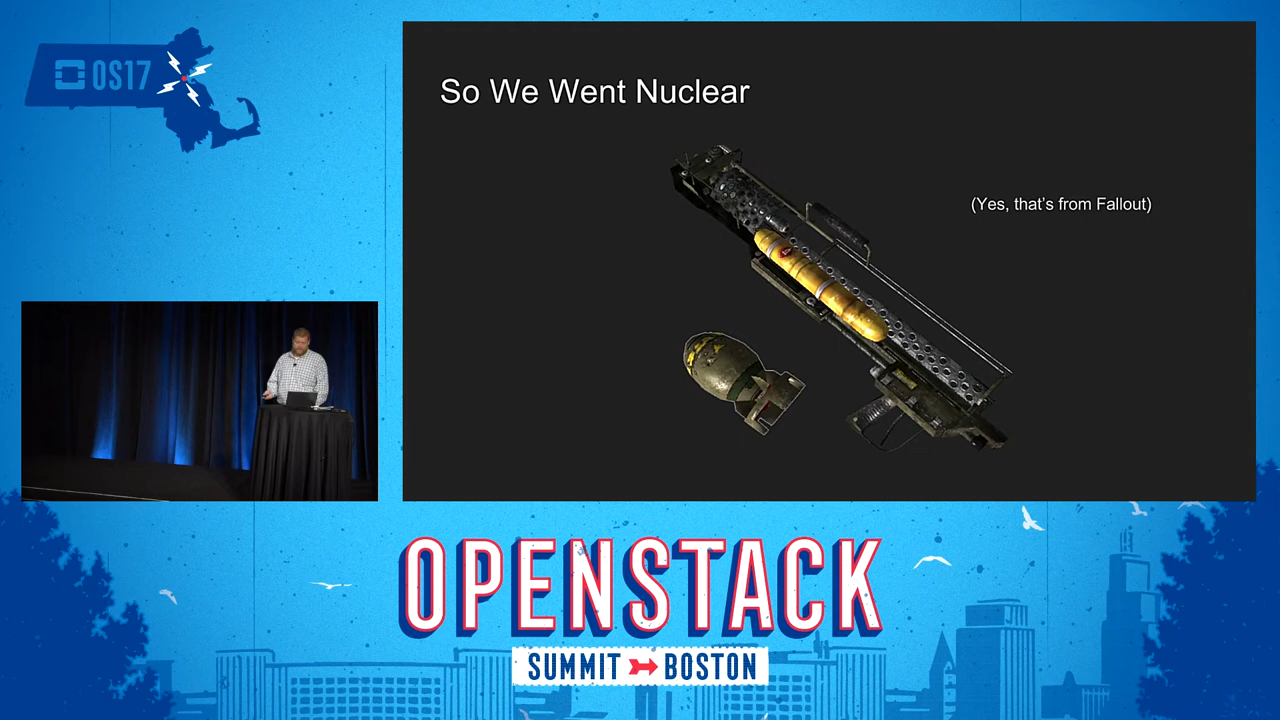 OS17
So We Went Nuclear
(Yes, that's from Fallout)
OPENSTACK
SUMMIT BOSTON